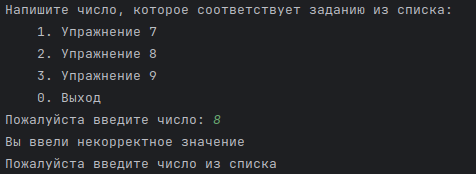 Напишите число, которое соответствует заданию из списка:
1. Упражнение 7
2. Упражнение 8
3. Упражнение 9
0. Выход
Пожалуйста введите число: 8
Вы ввели некорректное значение
Пожалуйста введите число из списка